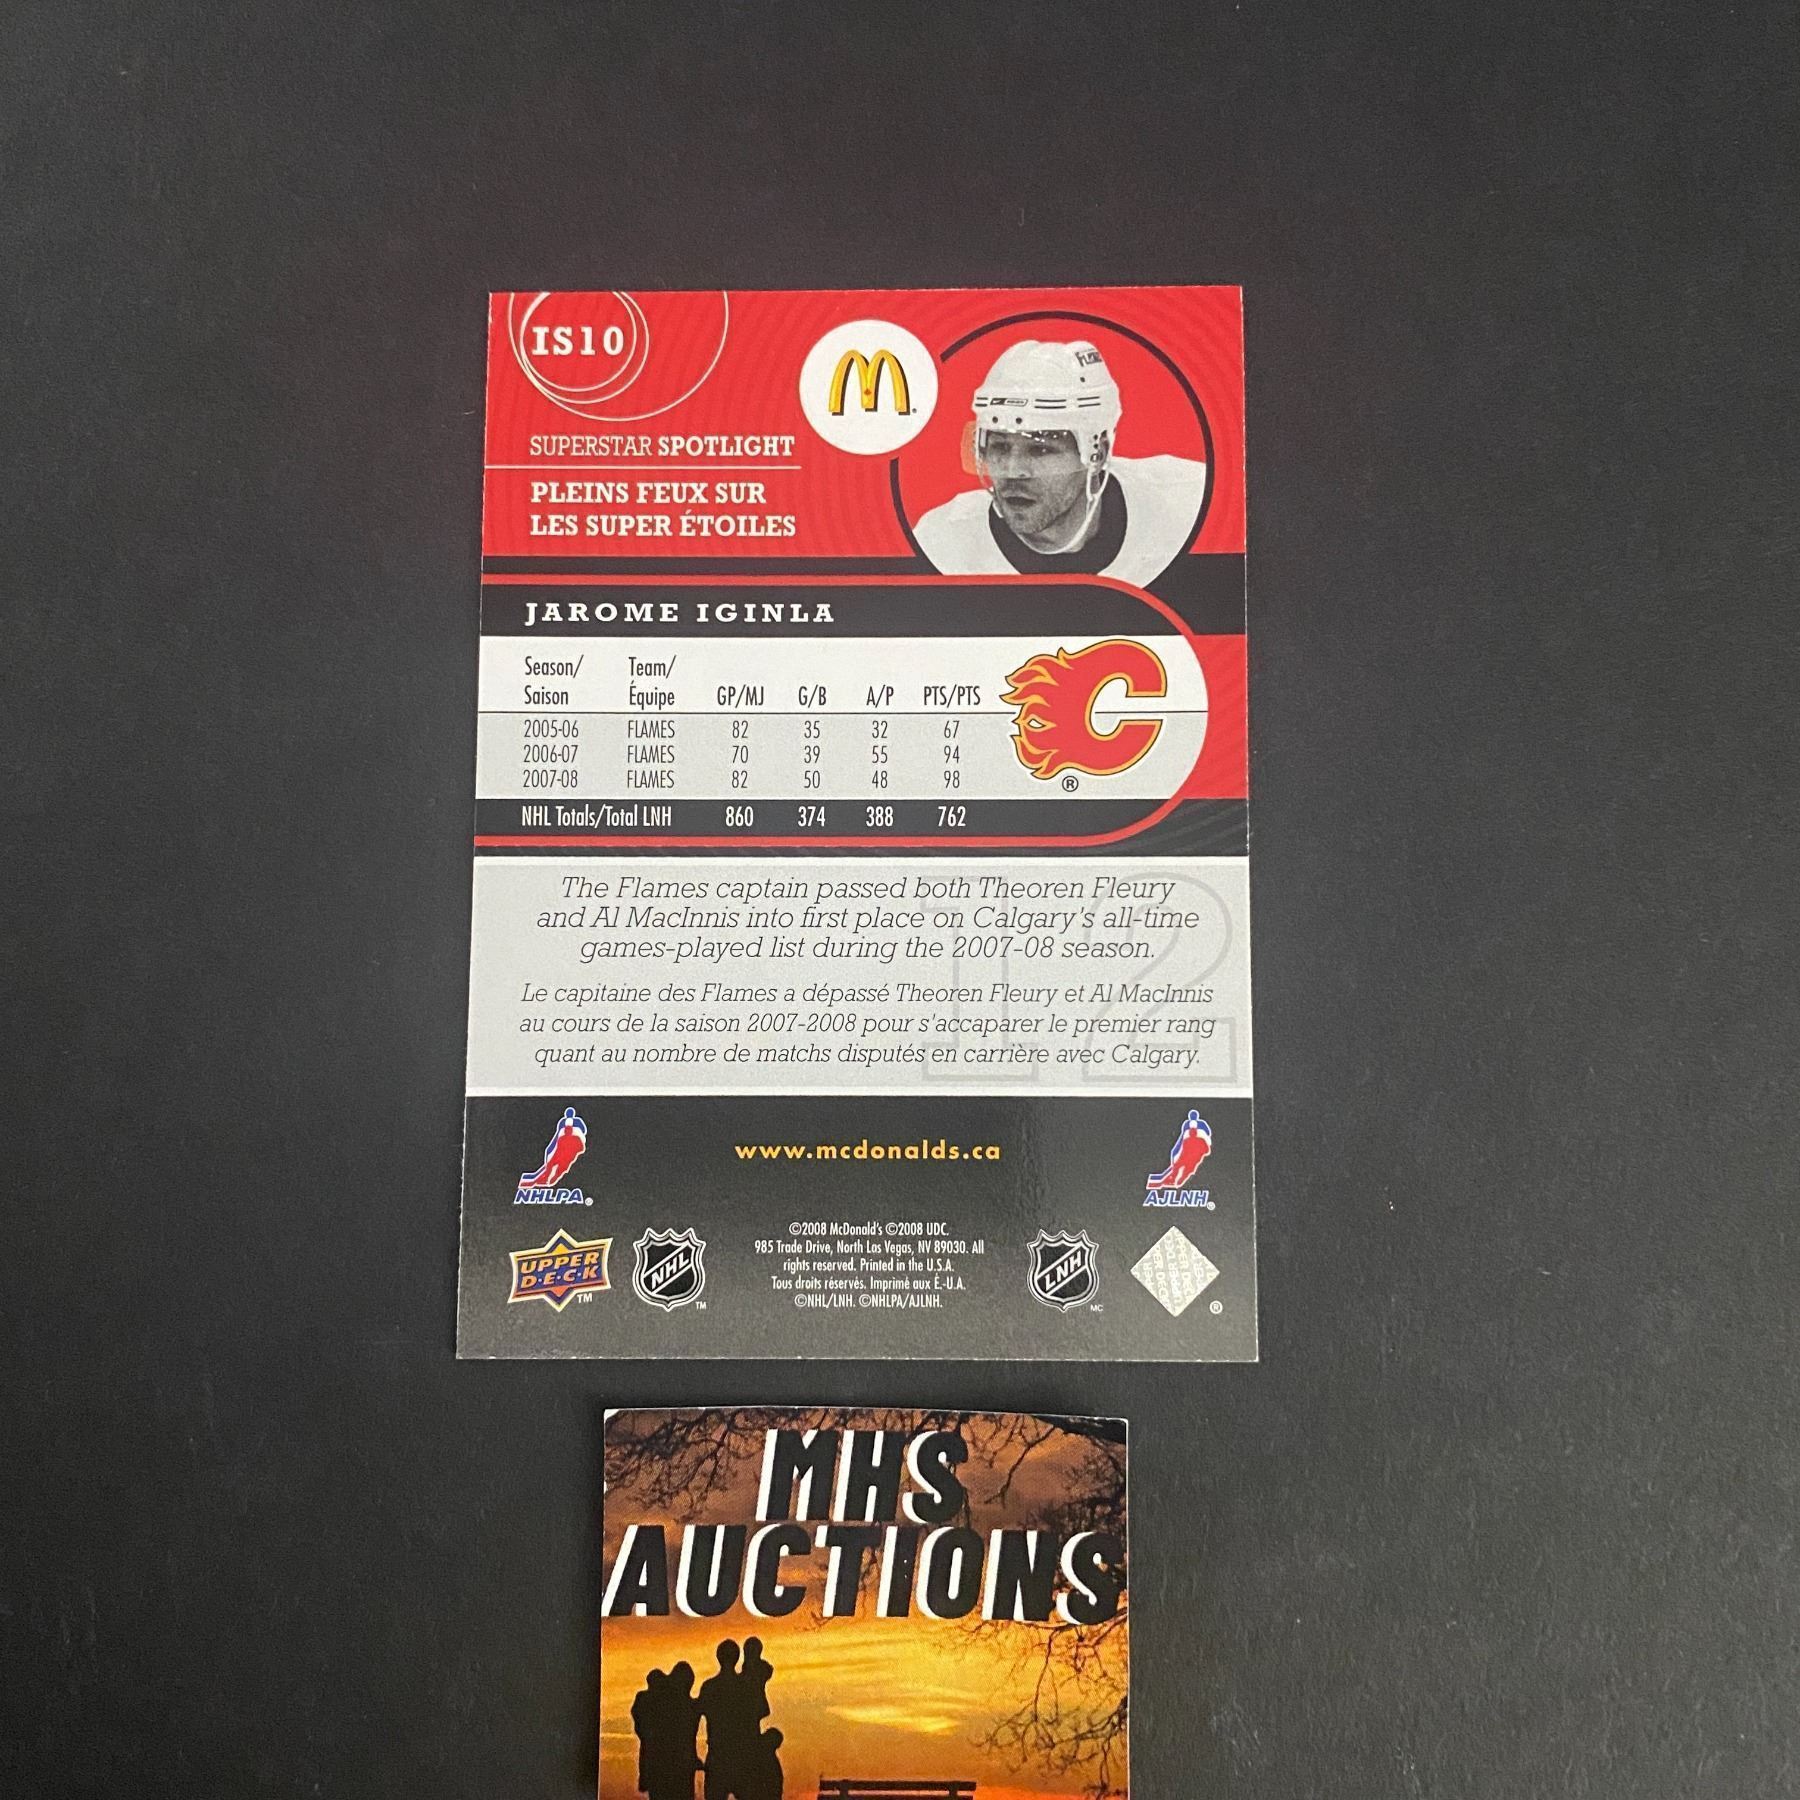 IS10
M
SUPERSTAR SPOTLIGHT
PLEINS FEUX SUR
LES SUPER ÉTOILES
JAROME IGINLA
Season/ Team/
Saison Équipe GP/MJ G/B A/P PTS/PTS
2005-06 FLAMES 82 35 32 67
2006-07 FLAMES 70 39 55 94
2007-08 FLAMES 82 50 48 98
NHL Totals/Total LNH 860 374 388 762
C
®
12
The Flames captain passed both Theoren Fleury
and Al MacInnis into first place on Calgary's all-time
games-played list during the 2007-08 season.
Le capitaine des Flames a dépassé Theoren Fleury et Al MacInnis
au cours de la saison 2007-2008 pour s'accaparer le premier rang
quant au nombre de matchs disputés en carrière avec Calgary.
www.mcdonalds.ca
NHLPA®
AJLNH®
UPPER
D·E·C·K
TM
NHL
TM
©2008 McDonald's ©2008 UDC.
985 Trade Drive, North Las Vegas, NV 89030. All
rights reserved. Printed in the U.S.A.
Tous droits réservés. Imprimé aux É.-U.A.
©NHL/LNH. ©NHLPA/AJLNH.
LNH
MC
®
MHS
AUCTIONS